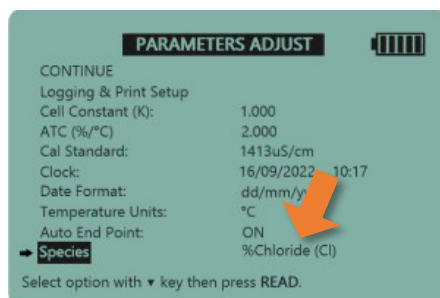 PARAMETERS ADJUST
CONTINUE
Logging & Print Setup
Cell Constant (K): 1.000
ATC (%/°C) 2.000
Cal Standard: 1413uS/cm
Clock: 16/09/2022 10:17
Date Format: dd/mm/y
Temperature Units: °C
Auto End Point: ON
Species %Chloride (Cl)
Select option with ▼ key then press READ.